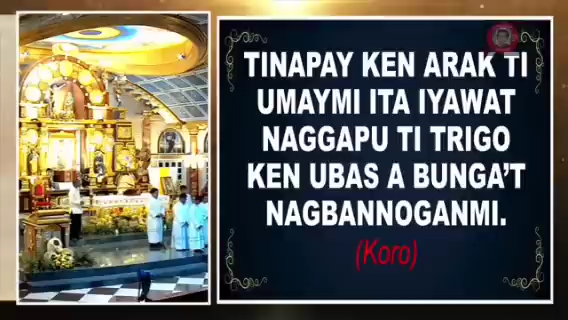 TINAPAY KEN ARAK TI
UMAYMI ITA IYAWAT
NAGGAPU TI TRIGO
KEN UBAS A BUNGA'T
NAGBANNOGANMI.
(Koro)